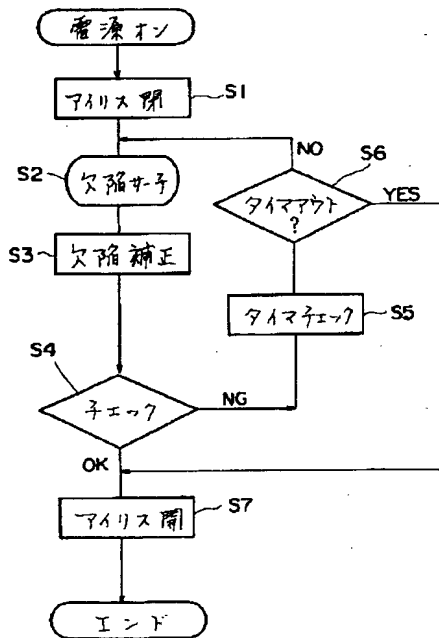 電源オン
アイリス閉
S1
NO
S6
S2
欠陥サーチ
タイマアウト
?
YES
S3
欠陥補正
タイマチェック
S5
S4
チェック
NG
OK
アイリス開
S7
エンド